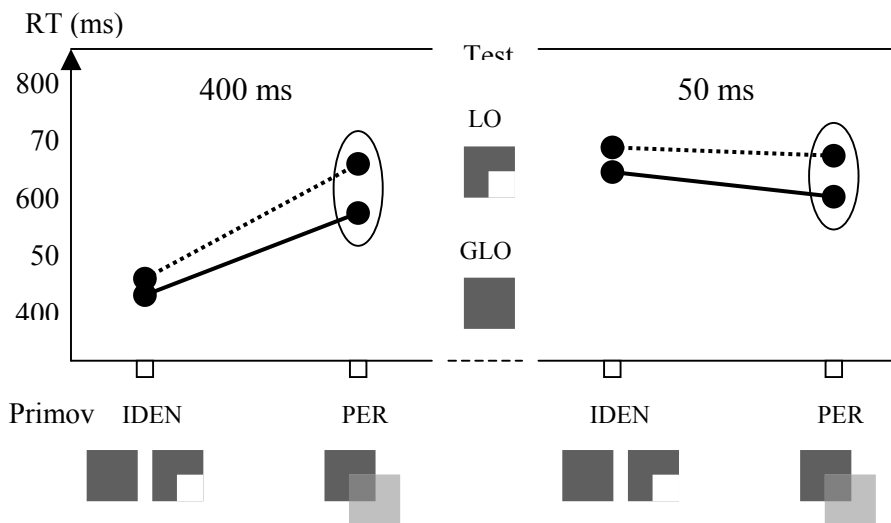 RT (ms)
800
70
600
50
400
400 ms
Test
LO
GLO
50 ms
Primov
IDEN
PER
IDEN
PER